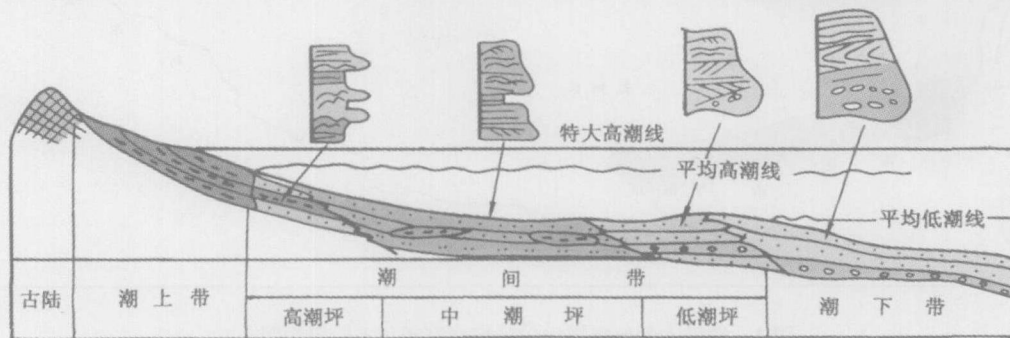 特大高潮线
平均高潮线
平均低潮线
潮间带
古陆 潮上带 潮下带
高潮坪 中潮坪 低潮坪